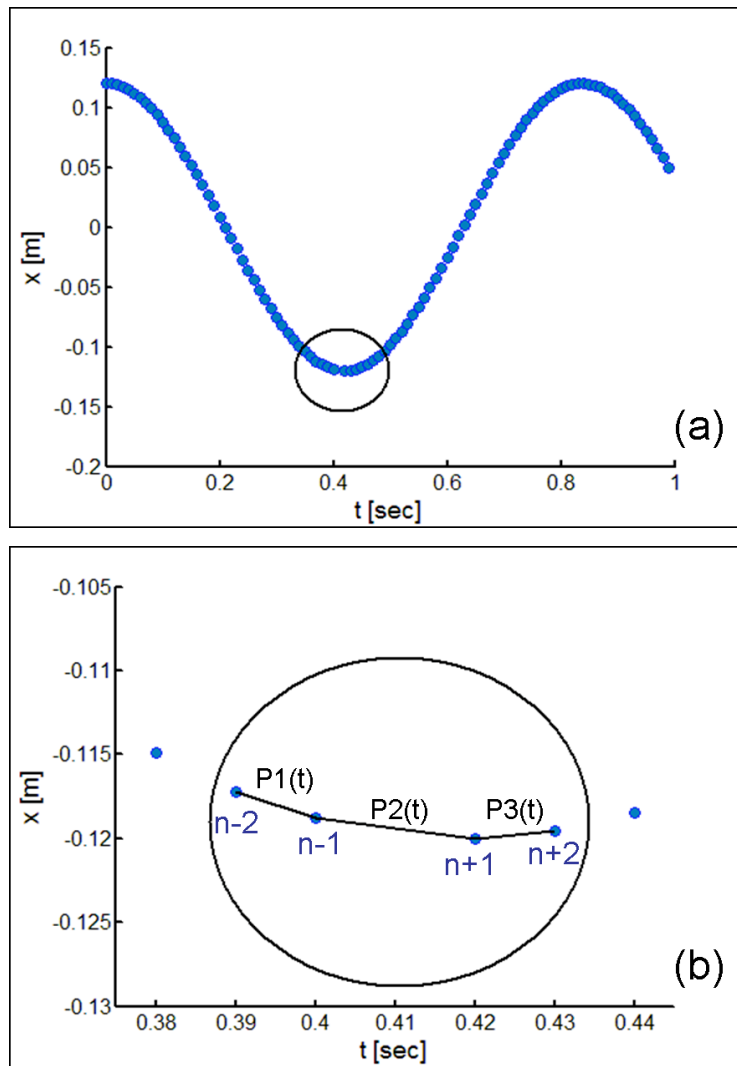 0.15
0.1
0.05
0
-0.05
-0.1
-0.15
-0.2
x [m]
0 0.2 0.4 0.6 0.8 1
t [sec]
(a)
-0.105
-0.11
-0.115
-0.120
-0.125
-0.13
x [m]
P1(t)
P2(t)
P3(t)
n-2
n-1
n+1
n+2
0.38 0.39 0.4 0.41 0.42 0.43 0.44
t [sec]
(b)